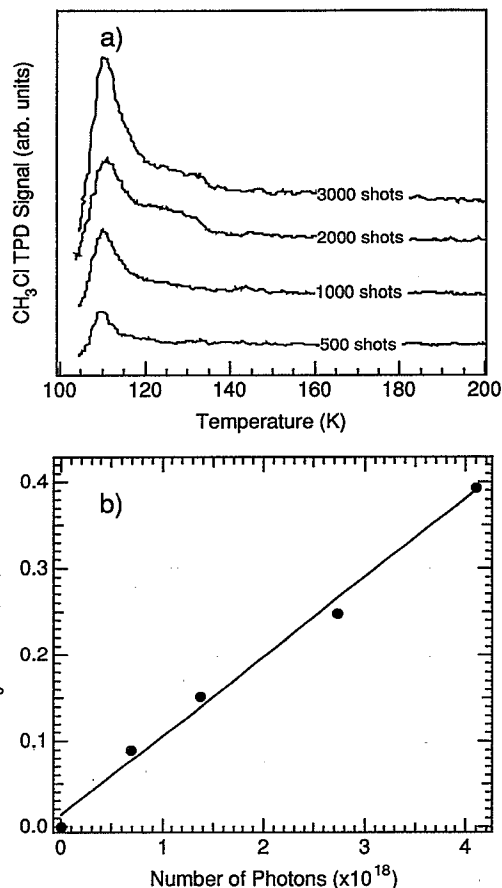 a)
CH₃Cl TPD Signal (arb. units)
3000 shots
2000 shots
1000 shots
500 shots
100 120 140 160 180 200
Temperature (K)
b)
0.4
0.3
0.2
0.1
0.0
0 1 2 3 4
Number of Photons (x10¹⁸)